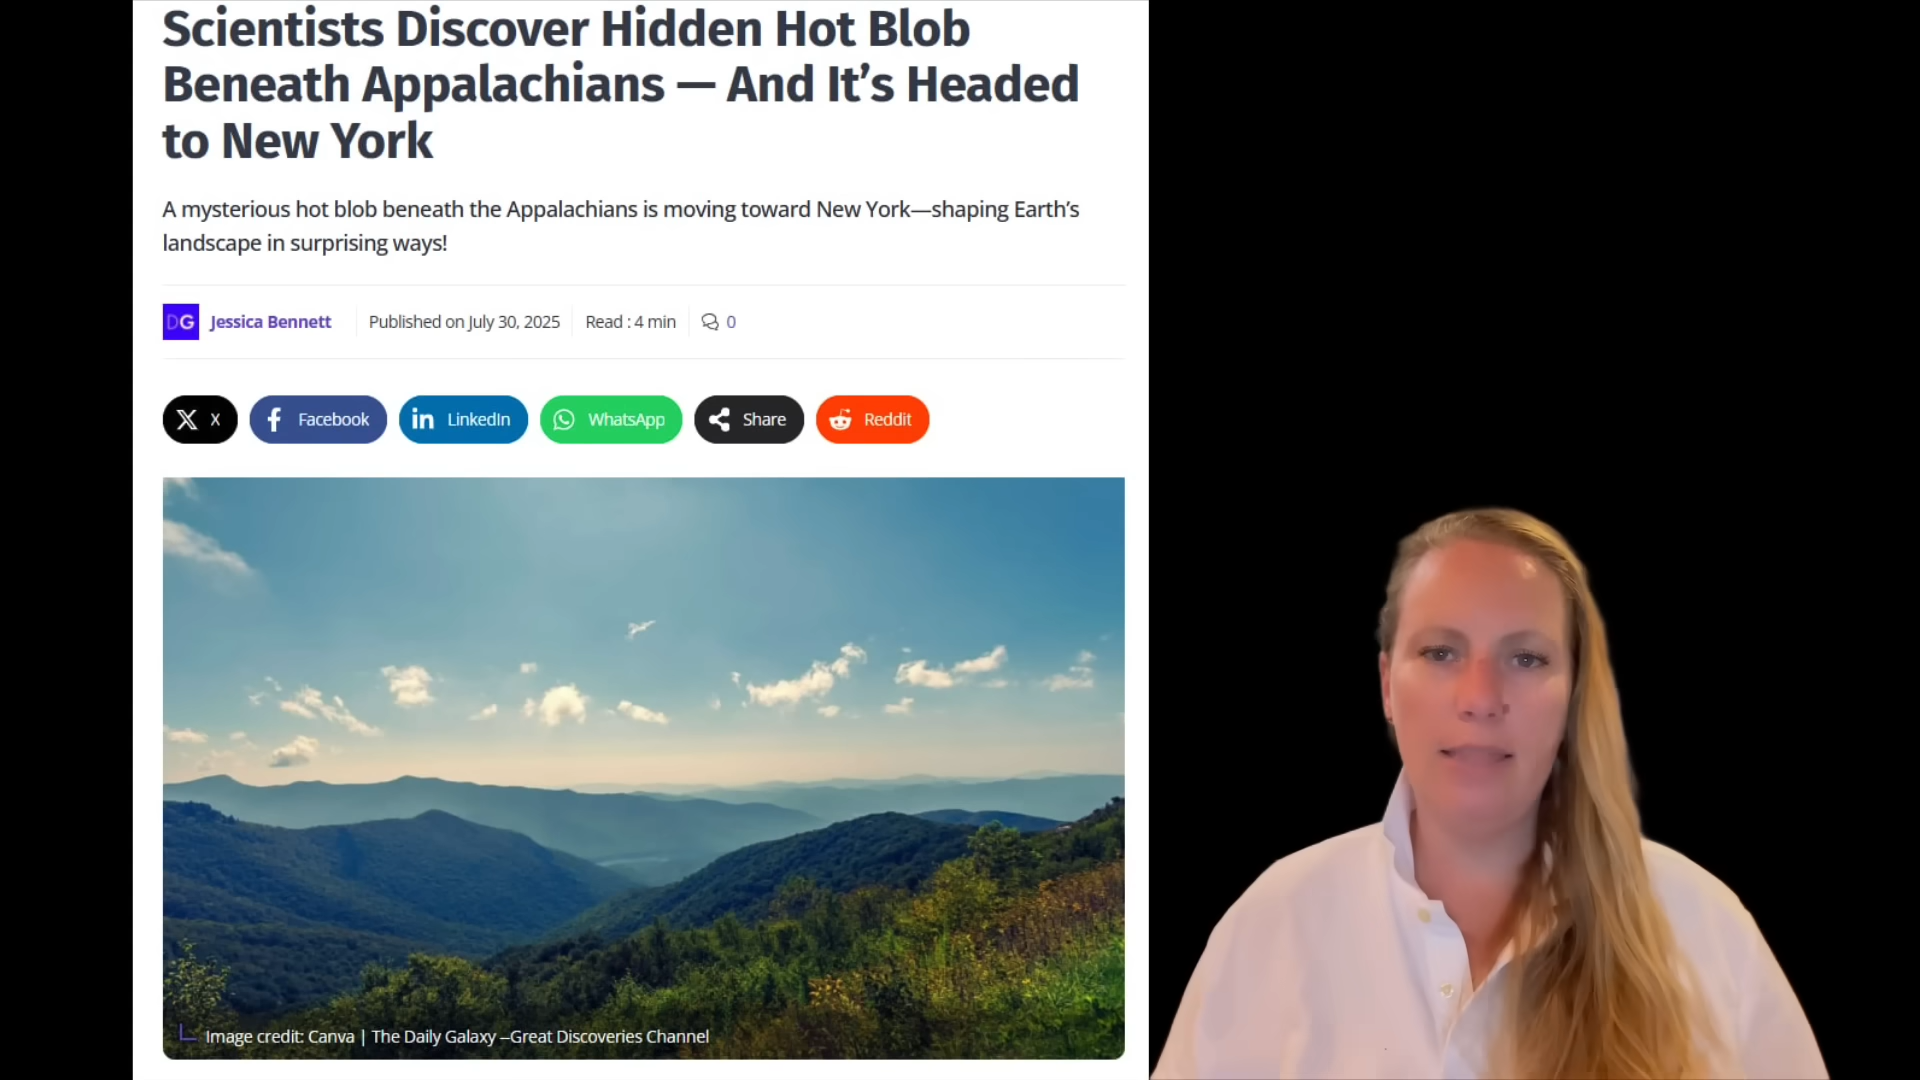 Scientists Discover Hidden Hot Blob
Beneath Appalachians — And It’s Headed
to New York
A mysterious hot blob beneath the Appalachians is moving toward New York—shaping Earth’s
landscape in surprising ways!
DG Jessica Bennett Published on July 30, 2025 Read : 4 min 0
X Facebook LinkedIn WhatsApp Share Reddit
Image credit: Canva | The Daily Galaxy –Great Discoveries Channel